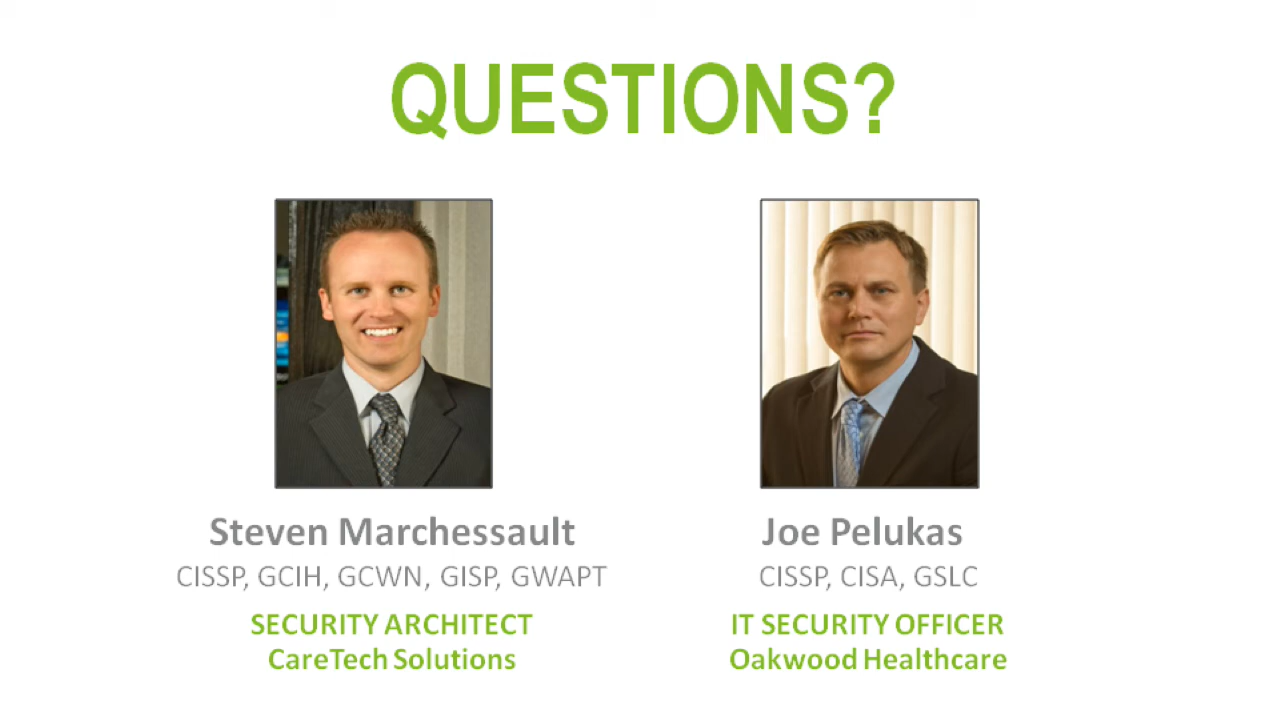 QUESTIONS?
Steven Marchessault
CISSP, GCIH, GCWN, GISP, GWAPT
SECURITY ARCHITECT
CareTech Solutions
Joe Pelukas
CISSP, CISA, GSLC
IT SECURITY OFFICER
Oakwood Healthcare